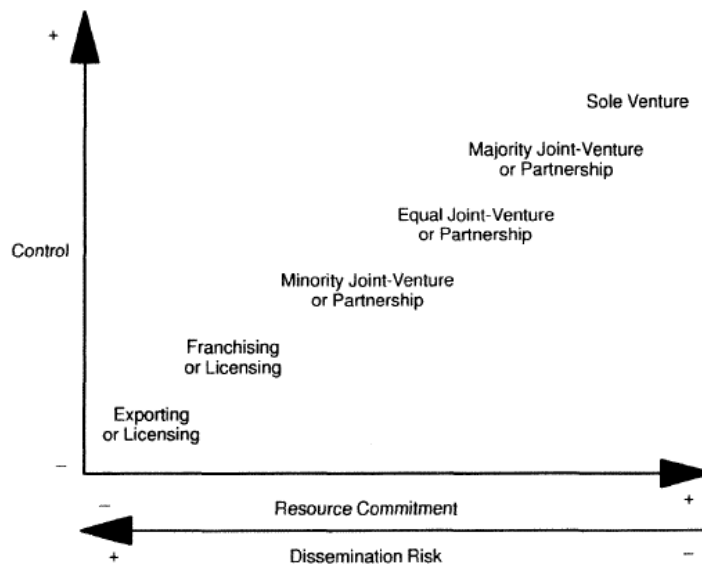 +
Sole Venture
Majority Joint-Venture
or Partnership
Equal Joint-Venture
or Partnership
Control
Minority Joint-Venture
or Partnership
Franchising
or Licensing
Exporting
or Licensing
–
– Resource Commitment +
+ Dissemination Risk –